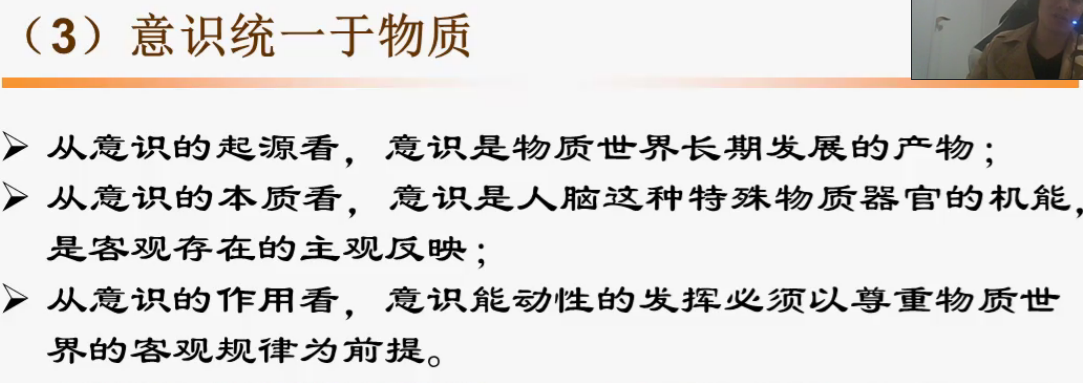 （3）意识统一于物质
➢ 从意识的起源看，意识是物质世界长期发展的产物；
➢ 从意识的本质看，意识是人脑这种特殊物质器官的机能，
是客观存在的主观反映；
➢ 从意识的作用看，意识能动性的发挥必须以尊重物质世
界的客观规律为前提。